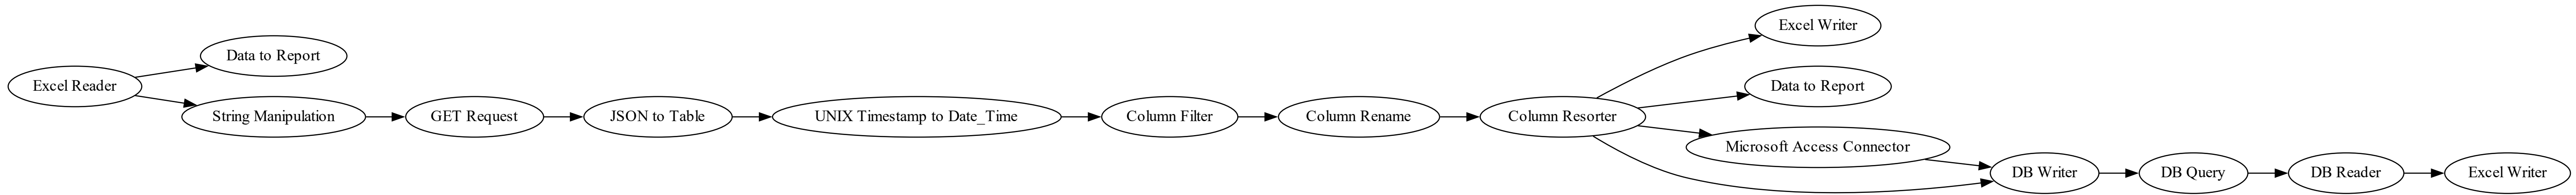 Excel Reader
Data to Report
String Manipulation
GET Request
JSON to Table
UNIX Timestamp to Date_Time
Column Filter
Column Rename
Column Resorter
Excel Writer
Data to Report
Microsoft Access Connector
DB Writer
DB Query
DB Reader
Excel Writer